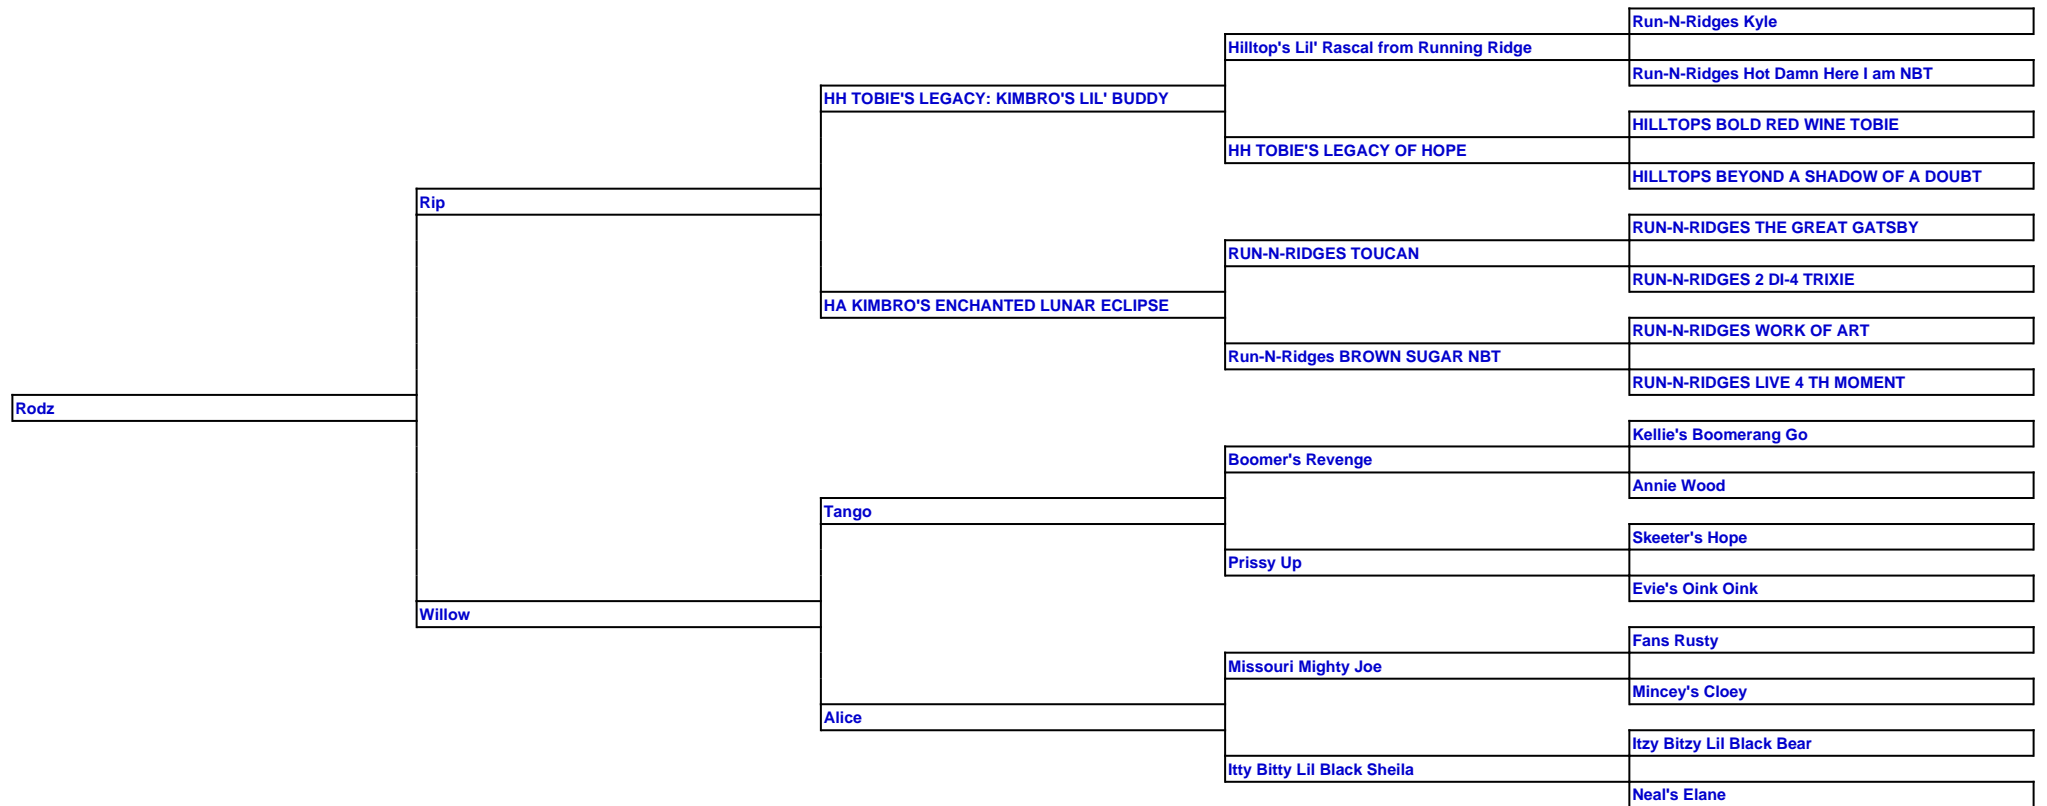 Run-N-Ridges Kyle
Hilltop's Lil' Rascal from Running Ridge
Run-N-Ridges Hot Damn Here I am NBT
HH TOBIE'S LEGACY: KIMBRO'S LIL' BUDDY
HILLTOPS BOLD RED WINE TOBIE
HH TOBIE'S LEGACY OF HOPE
HILLTOPS BEYOND A SHADOW OF A DOUBT
Rip
RUN-N-RIDGES THE GREAT GATSBY
RUN-N-RIDGES TOUCAN
RUN-N-RIDGES 2 DI-4 TRIXIE
HA KIMBRO'S ENCHANTED LUNAR ECLIPSE
RUN-N-RIDGES WORK OF ART
Run-N-Ridges BROWN SUGAR NBT
RUN-N-RIDGES LIVE 4 TH MOMENT
Rodz
Kellie's Boomerang Go
Boomer's Revenge
Annie Wood
Tango
Skeeter's Hope
Prissy Up
Evie's Oink Oink
Willow
Fans Rusty
Missouri Mighty Joe
Mincey's Cloey
Alice
Itzy Bitzy Lil Black Bear
Itty Bitty Lil Black Sheila
Neal's Elane